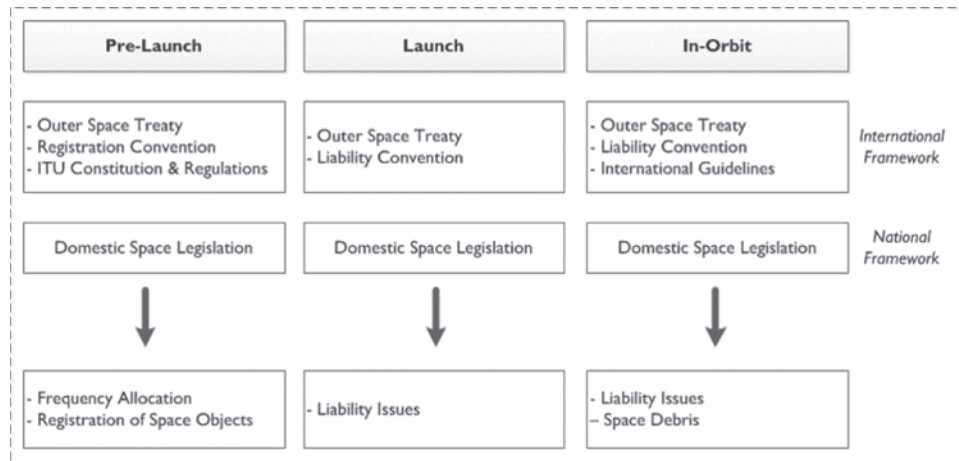 Pre-Launch
Launch
In-Orbit
- Outer Space Treaty
- Registration Convention
- ITU Constitution & Regulations
- Outer Space Treaty
- Liability Convention
- Outer Space Treaty
- Liability Convention
- International Guidelines
International
Framework
Domestic Space Legislation
Domestic Space Legislation
Domestic Space Legislation
National
Framework
- Frequency Allocation
- Registration of Space Objects
- Liability Issues
- Liability Issues
– Space Debris